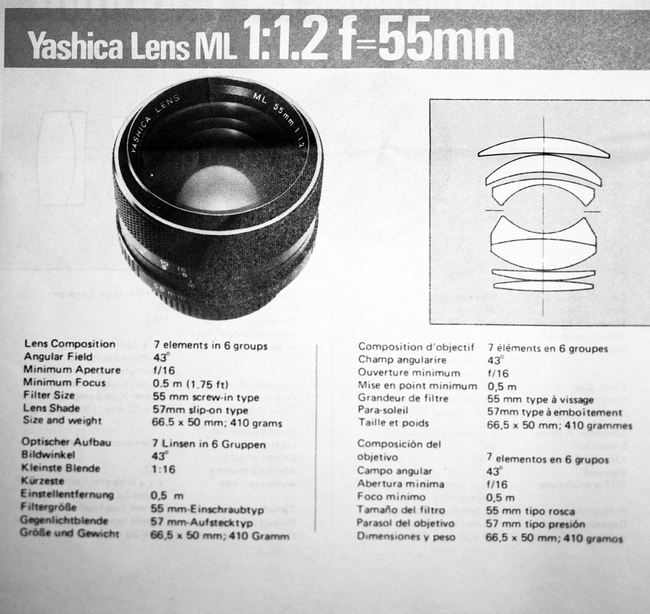 Yashica Lens ML 1:1.2 f=55mm
YASHICA LENS ML 55mm 1:1.2
Lens Composition 7 elements in 6 groups
Angular Field 43°
Minimum Aperture f/16
Minimum Focus 0.5 m (1.75 ft)
Filter Size 55 mm screw-in type
Lens Shade 57mm slip-on type
Size and weight 66.5 x 50 mm; 410 grams
Optischer Aufbau 7 Linsen in 6 Gruppen
Bildwinkel 43°
Kleinste Blende 1:16
Kürzeste
Einstellentfernung 0,5 m
Filtergröße 55 mm-Einschraubtyp
Gegenlichtblende 57 mm-Aufstecktyp
Größe und Gewicht 66,5 x 50 mm; 410 Gramm
Composition d'objectif 7 éléments en 6 groupes
Champ angularire 43°
Ouverture minimum f/16
Mise en point minimum 0,5 m
Grandeur de filtre 55 mm type à vissage
Para-soleil 57mm type à emboitement
Taille et poids 66,5 x 50 mm; 410 grammes
Composición del
objetivo 7 elementos en 6 grupos
Campo angular 43°
Abertura mínima f/16
Foco minimo 0,5 m
Tamaño del filtro 55 mm tipo rosca
Parasol del objetivo 57 mm tipo presión
Dimensiones y peso 66,5 x 50 mm; 410 gramos